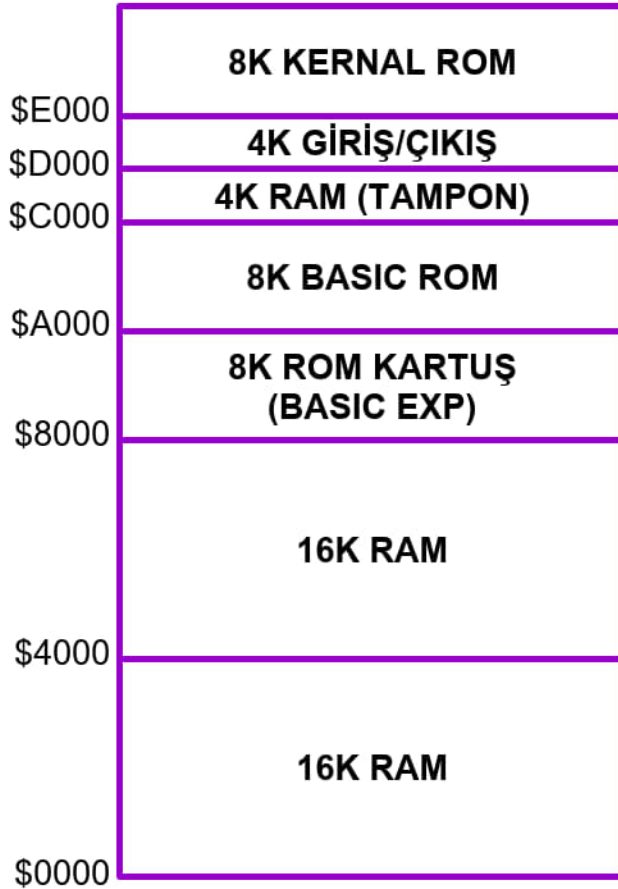 8K KERNAL ROM
$E000
4K GİRİŞ/ÇIKIŞ
$D000
4K RAM (TAMPON)
$C000
8K BASIC ROM
$A000
8K ROM KARTUŞ
(BASIC EXP)
$8000
16K RAM
$4000
16K RAM
$0000